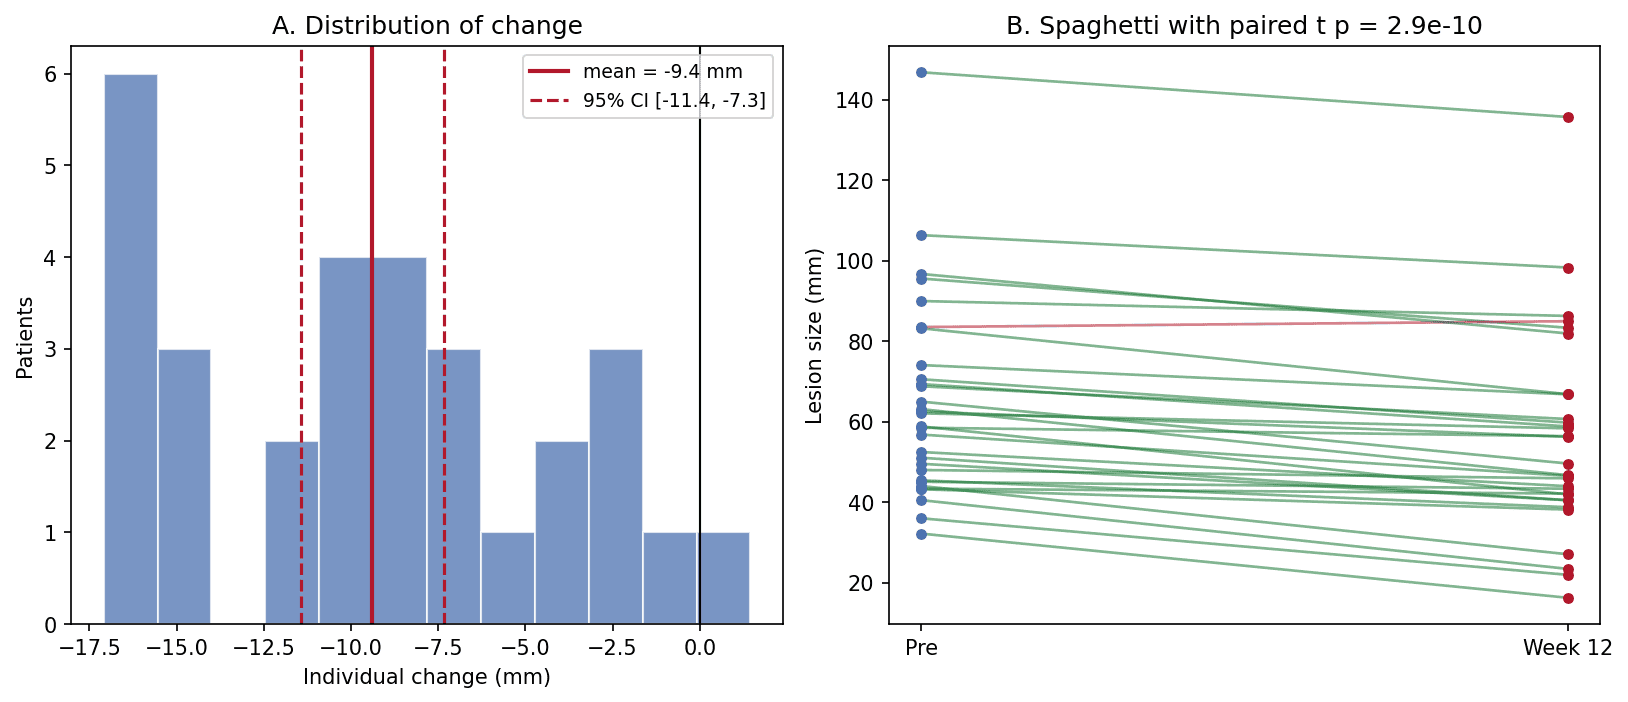 A. Distribution of change
mean = -9.4 mm
95% CI [-11.4, -7.3]
6
5
4
3
2
1
0
Patients
−17.5 −15.0 −12.5 −10.0 −7.5 −5.0 −2.5 0.0
Individual change (mm)
B. Spaghetti with paired t p = 2.9e-10
140
120
100
80
60
40
20
Lesion size (mm)
Pre Week 12